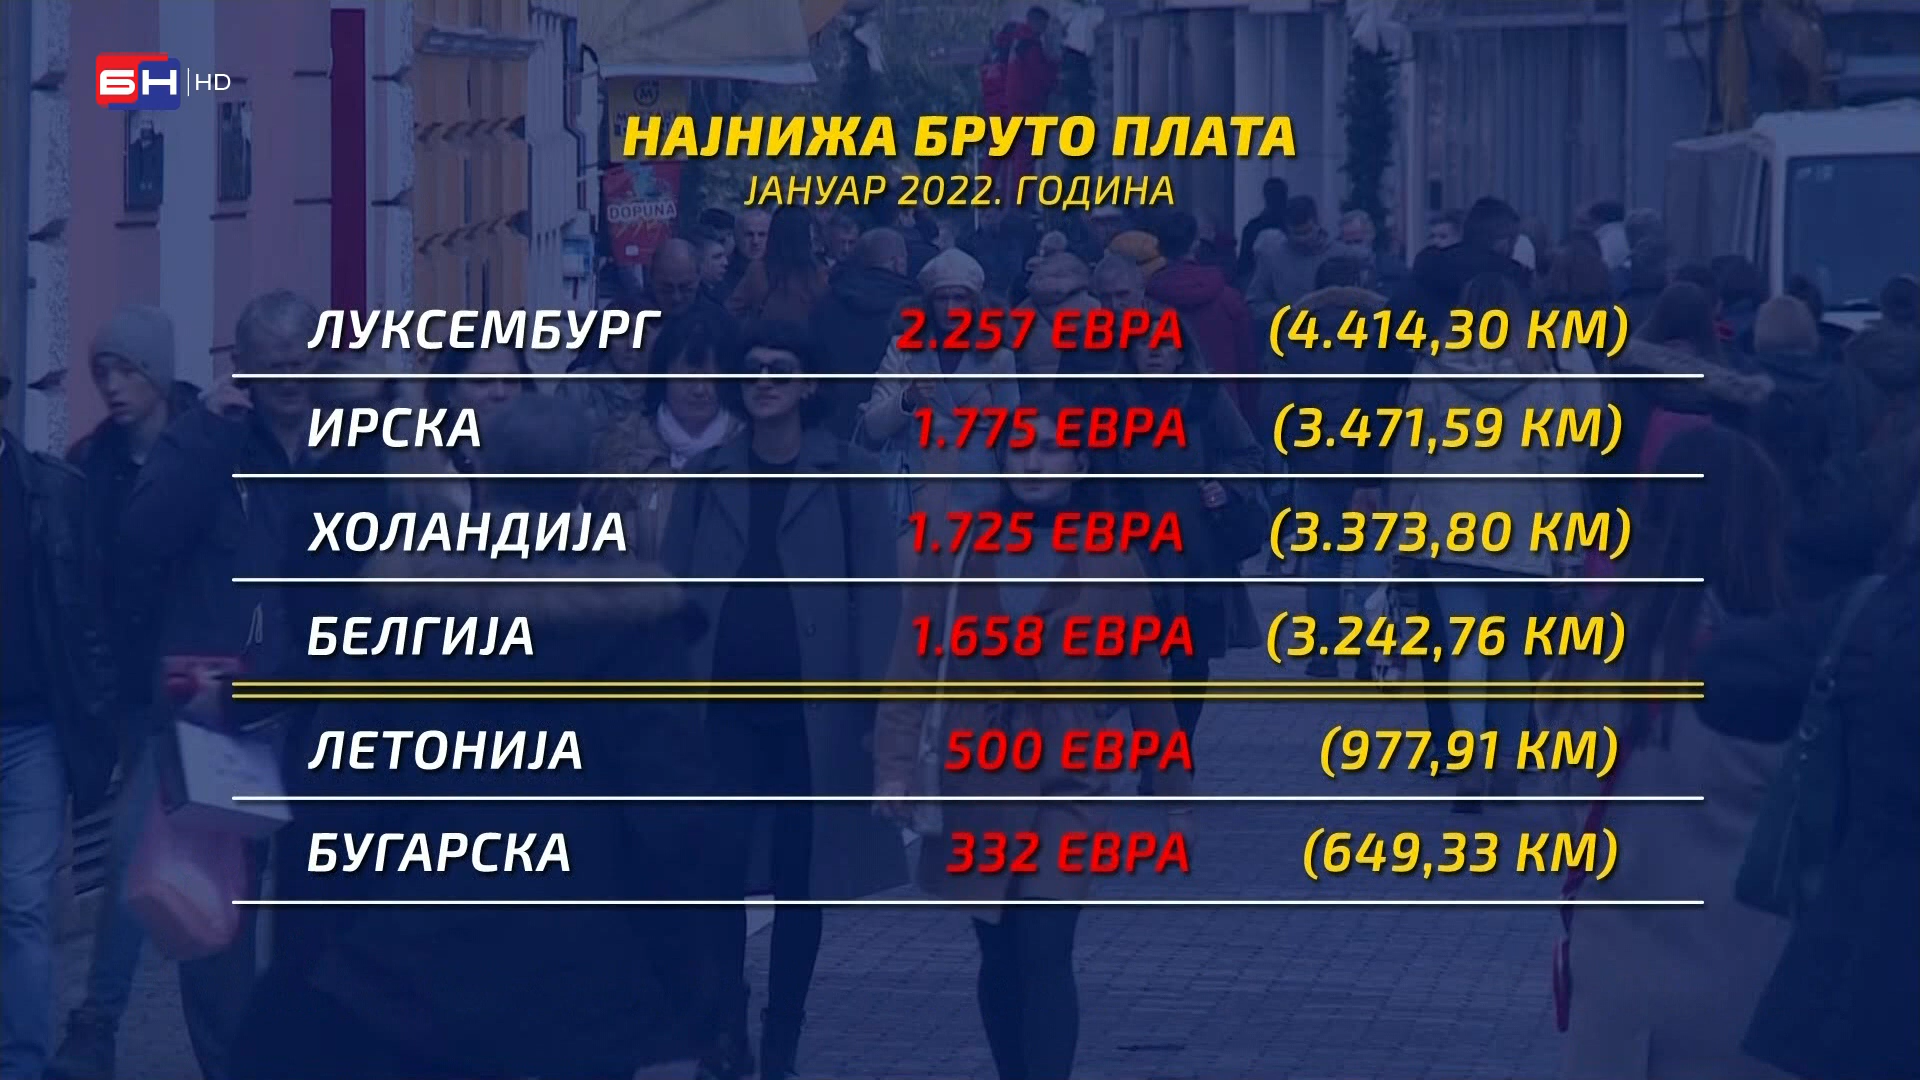 БН HD
НАЈНИЖА БРУТО ПЛАТА
ЈАНУАР 2022. ГОДИНА
DOPUNA
ЛУКСЕМБУРГ 2.257 ЕВРА (4.414,30 КМ)
ИРСКА 1.775 ЕВРА (3.471,59 КМ)
ХОЛАНДИЈА 1.725 ЕВРА (3.373,80 КМ)
БЕЛГИЈА 1.658 ЕВРА (3.242,76 КМ)
ЛЕТОНИЈА 500 ЕВРА (977,91 КМ)
БУГАРСКА 332 ЕВРА (649,33 КМ)